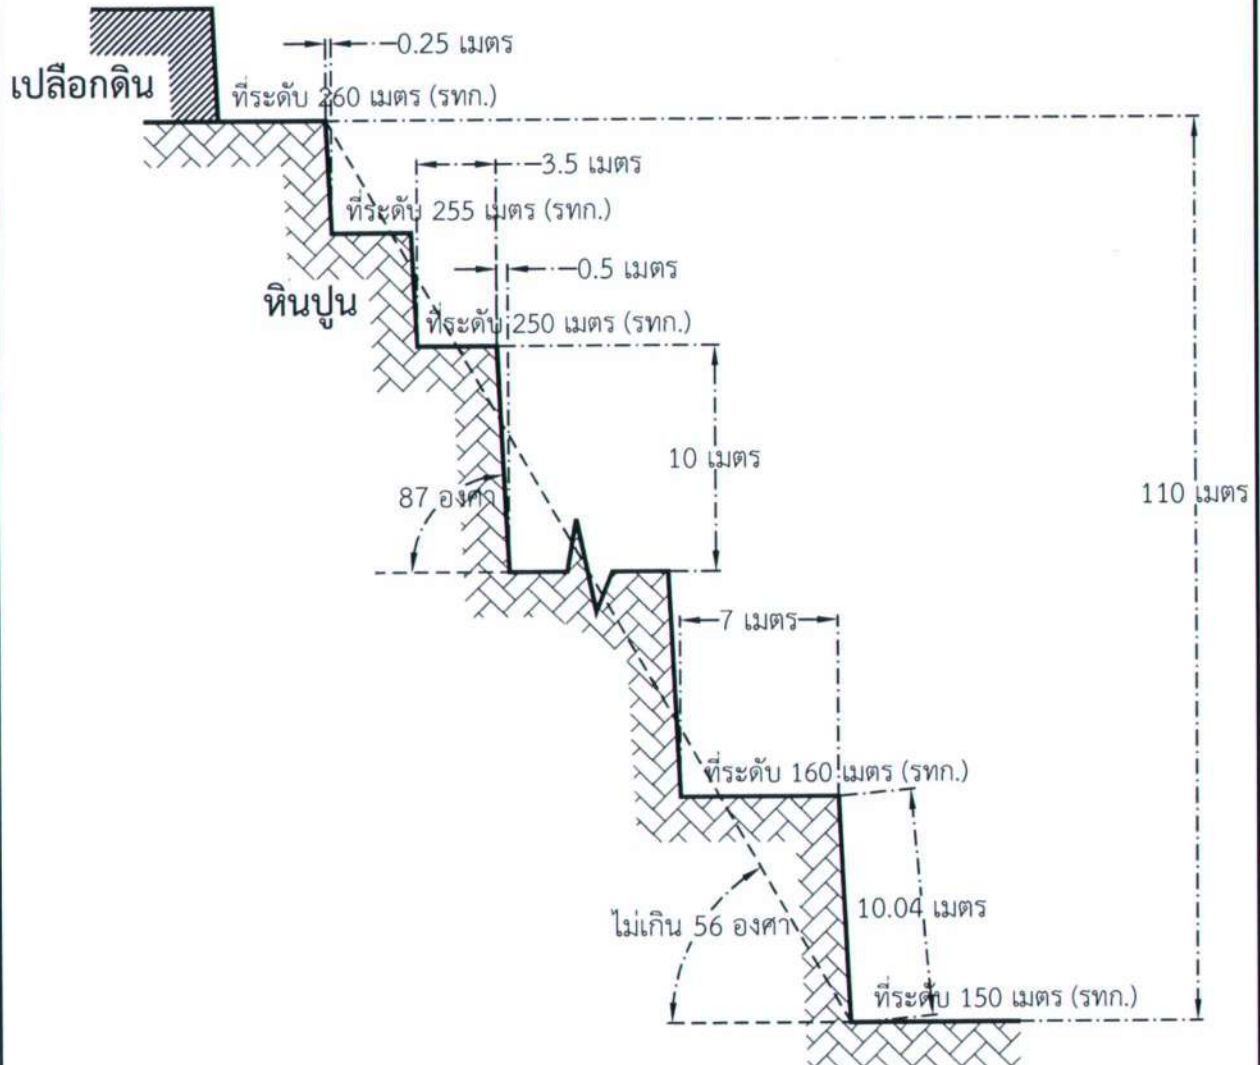 0.25 เมตร
เปลือกดิน
ที่ระดับ 260 เมตร (รทก.)
3.5 เมตร
ที่ระดับ 255 เมตร (รทก.)
0.5 เมตร
หินปูน
ที่ระดับ 250 เมตร (รทก.)
10 เมตร
87 องศา
110 เมตร
7 เมตร
ที่ระดับ 160 เมตร (รทก.)
10.04 เมตร
ไม่เกิน 56 องศา
ที่ระดับ 150 เมตร (รทก.)